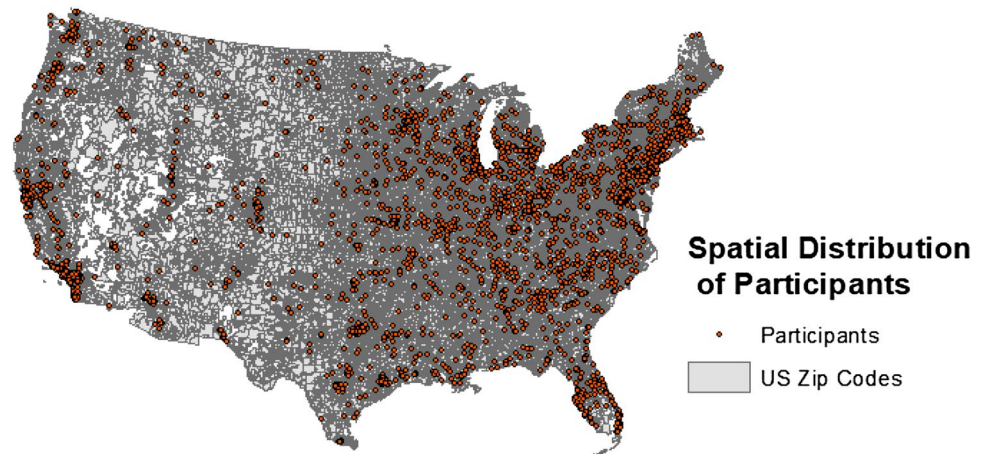 Spatial Distribution
of Participants
Participants
US Zip Codes